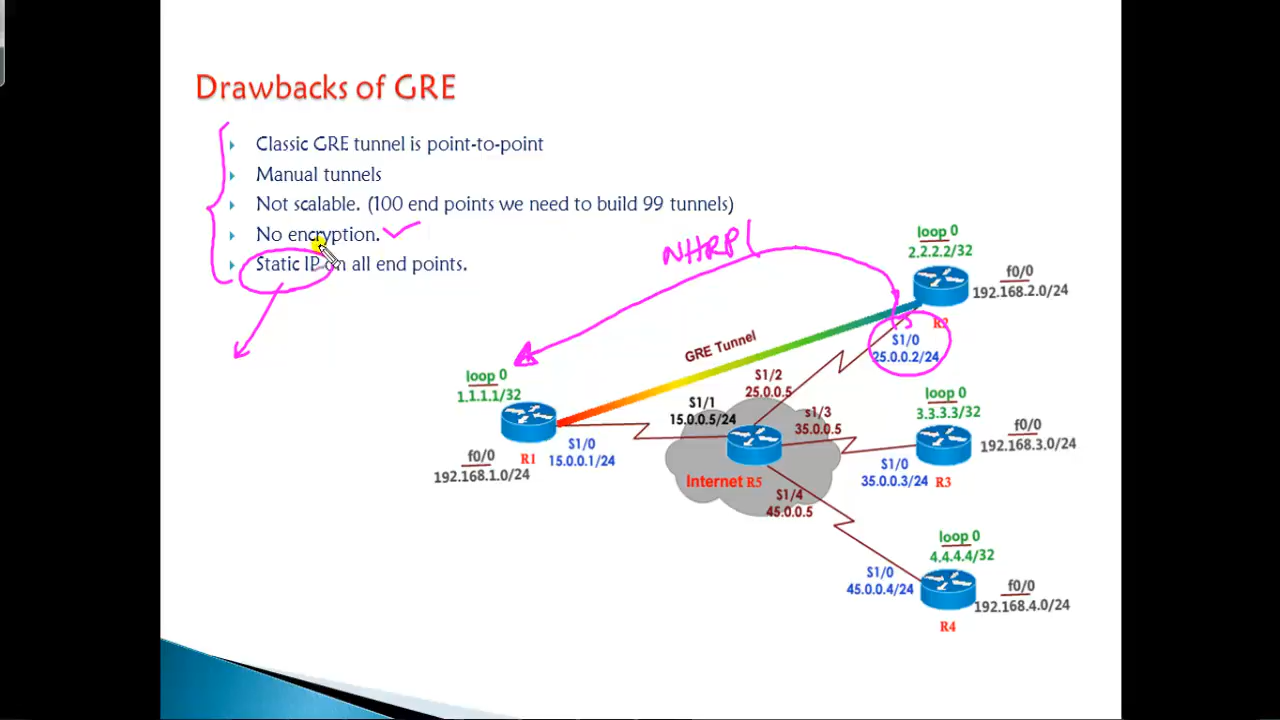 Drawbacks of GRE
Classic GRE tunnel is point-to-point
Manual tunnels
Not scalable. (100 end points we need to build 99 tunnels)
No encryption.
Static IP on all end points.
NHRP
loop 0
2.2.2.2/32
f0/0
192.168.2.0/24
R2
S1/0
25.0.0.2/24
GRE Tunnel
loop 0
1.1.1.1/32
S1/2
25.0.0.5
S1/1
15.0.0.5/24
s1/3
35.0.0.5
loop 0
3.3.3.3/32
f0/0
192.168.3.0/24
f0/0
192.168.1.0/24
R1
S1/0
15.0.0.1/24
Internet R5
S1/0
35.0.0.3/24
R3
S1/4
45.0.0.5
loop 0
4.4.4.4/32
S1/0
45.0.0.4/24
f0/0
192.168.4.0/24
R4